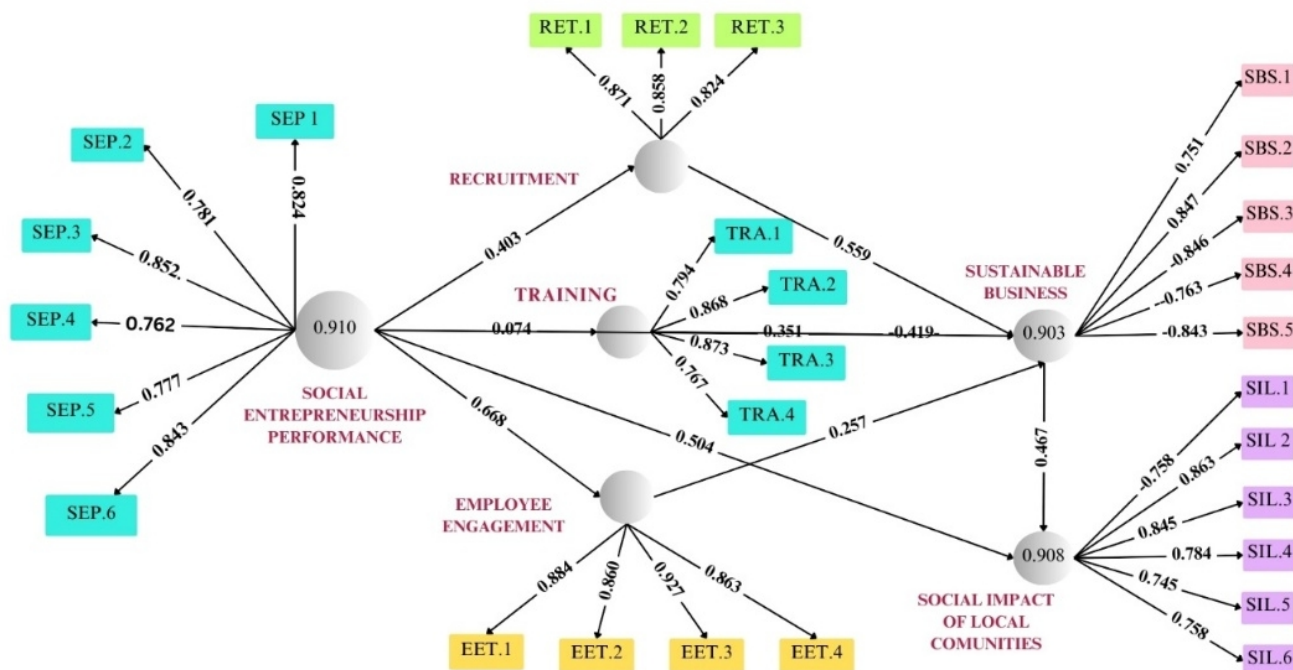 RET.1
RET.2
RET.3
0.871
0.858
0.824
SEP 1
SEP.2
SEP.3
SEP.4
SEP.5
SEP.6
0.824
0.781
0.852.
0.762
0.777
0.843
0.910
SOCIAL
ENTREPRENEURSHIP
PERFORMANCE
RECRUITMENT
0.403
0.559
TRAINING
0.074
TRA.1
TRA.2
TRA.3
TRA.4
0.794
0.868
0.873
0.767
0.351
-0.419-
0.668
0.504
0.257
EMPLOYEE
ENGAGEMENT
0.884
0.860
0.927
0.863
EET.1
EET.2
EET.3
EET.4
SUSTAINABLE
BUSINESS
0.903
0.467
0.908
SOCIAL IMPACT
OF LOCAL
COMUNITIES
0.751
0.847
-0.846
-0.763
-0.843
SBS.1
SBS.2
SBS.3
SBS.4
SBS.5
-0.758
0.863
0.845
0.784
0.745
0.758
SIL.1
SIL 2
SIL.3
SIL.4
SIL.5
SIL.6